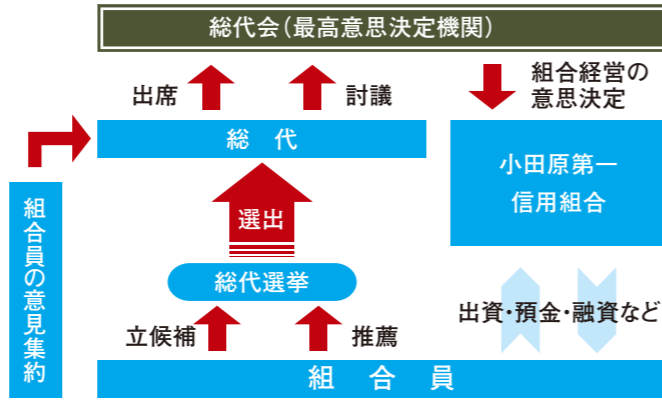 総代会(最高意思決定機関)
出席
討議
組合経営の
意思決定
総代
小田原第一
信用組合
選出
組合員の意見集約
総代選挙
出資・預金・融資など
立候補
推薦
組合員